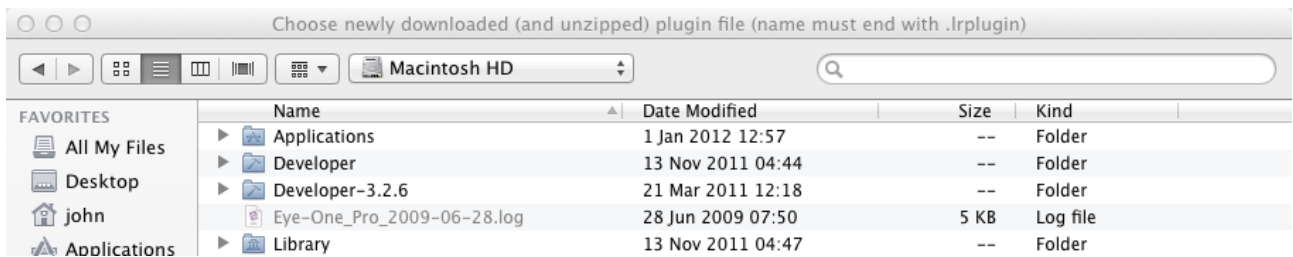 Choose newly downloaded (and unzipped) plugin file (name must end with .lrplugin)
Macintosh HD
FAVORITES
All My Files
Desktop
john
Applications
Name Date Modified Size Kind
Applications 1 Jan 2012 12:57 -- Folder
Developer 13 Nov 2011 04:44 -- Folder
Developer-3.2.6 21 Mar 2011 12:18 -- Folder
Eye-One_Pro_2009-06-28.log 28 Jun 2009 07:50 5 KB Log file
Library 13 Nov 2011 04:47 -- Folder